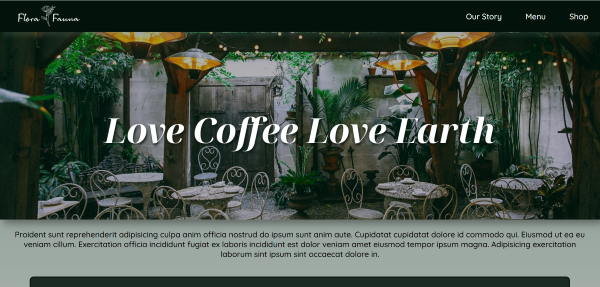 Flora Fauna
Our Story
Menu
Shop
Love Coffee Love Earth
Proident sunt reprehenderit adipisicing culpa anim officia nostrud do ipsum sunt anim aute. Cupidatat cupidatat dolore id commodo qui. Eiusmod ut ea eu
veniam cillum. Exercitation officia incididunt fugiat ex laboris incididunt est dolor veniam amet eiusmod tempor ipsum magna. Adipisicing exercitation
laborum sint ipsum sint occaecat dolore in.